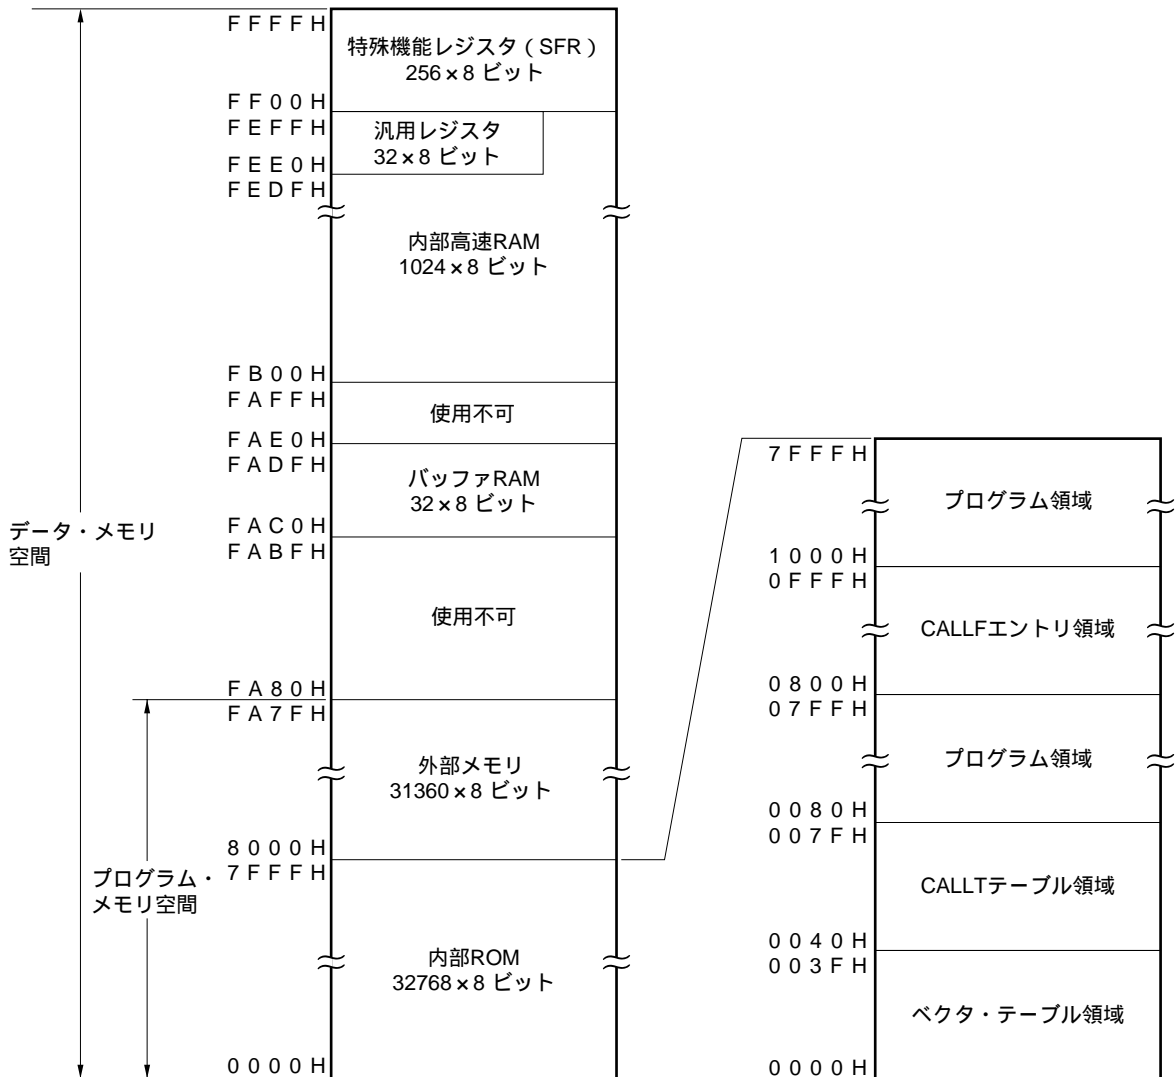 FFFFH
特殊機能レジスタ（SFR）
256×8 ビット
FF00H
FEFFH
汎用レジスタ
32×8 ビット
FEE0H
FEDFH
内部高速RAM
1024×8 ビット
FB00H
FAFFH
使用不可
FAE0H
FADFH
バッファRAM
32×8 ビット
データ・メモリ
空間
FAC0H
FABFH
使用不可
FA80H
FA7FH
外部メモリ
31360×8 ビット
8000H
7FFFH
プログラム・
メモリ空間
内部ROM
32768×8 ビット
0000H
7FFFH
プログラム領域
1000H
0FFFH
CALLFエントリ領域
0800H
07FFH
プログラム領域
0080H
007FH
CALLTテーブル領域
0040H
003FH
ベクタ・テーブル領域
0000H